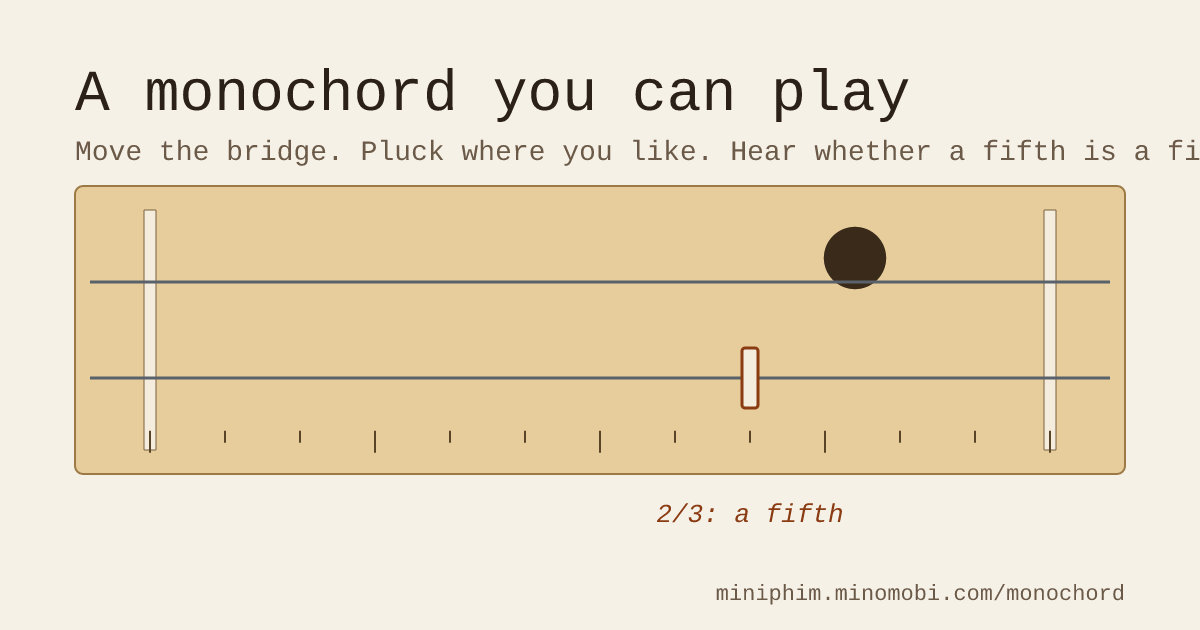 A monochord you can play
Move the bridge. Pluck where you like. Hear whether a fifth is a fi
2/3: a fifth
miniphim.minomobi.com/monochord